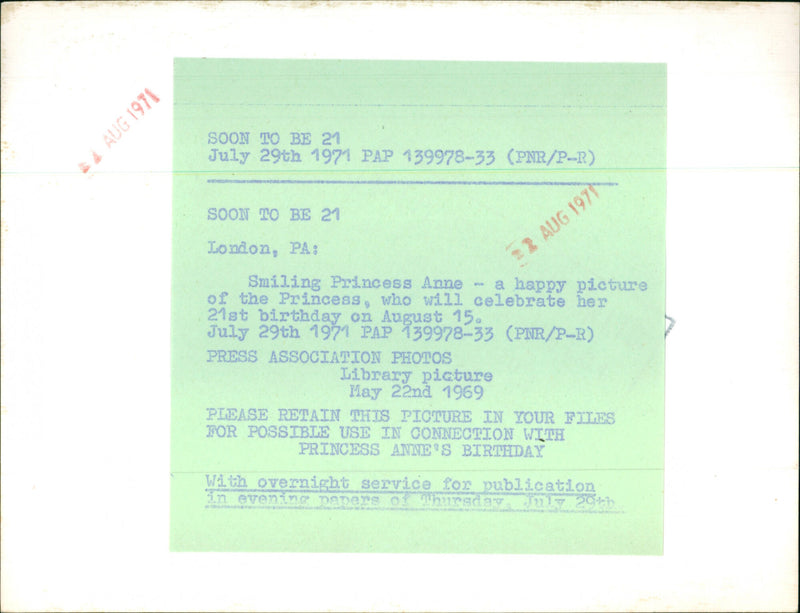 AUG 1971
SOON TO BE 21
July 29th 1971 PAP 139978-33 (PNR/P-R)
SOON TO BE 21
AUG 1971
London, PA:
Smiling Princess Anne - a happy picture
of the Princess, who will celebrate her
21st birthday on August 15.
July 29th 1971 PAP 139978-33 (PNR/P-R)
PRESS ASSOCIATION PHOTOS
Library picture
May 22nd 1969
PLEASE RETAIN THIS PICTURE IN YOUR FILES
FOR POSSIBLE USE IN CONNECTION WITH
PRINCESS ANNE'S BIRTHDAY
With overnight service for publication
in evening papers of Thursday, July 29th